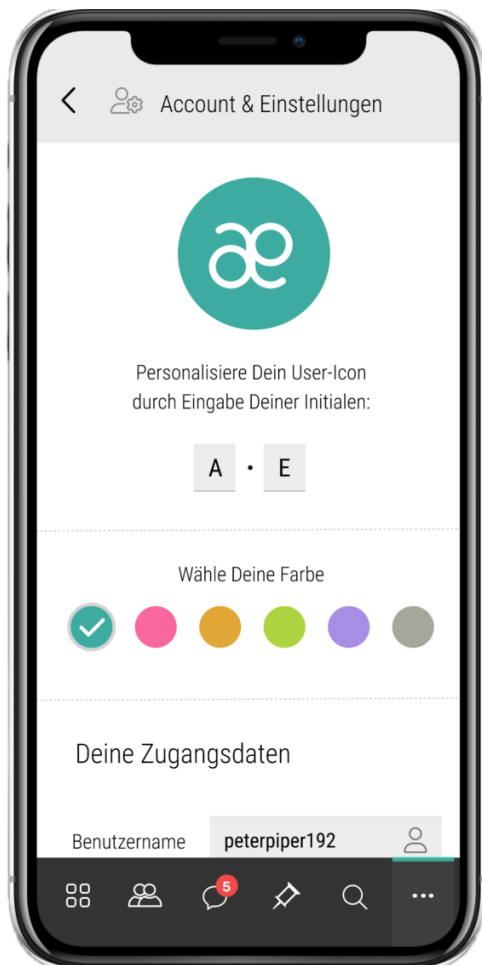 Account & Einstellungen
æ
Personalisiere Dein User-Icon
durch Eingabe Deiner Initialen:
A · E
Wähle Deine Farbe
Deine Zugangsdaten
Benutzername peterpiper192
5